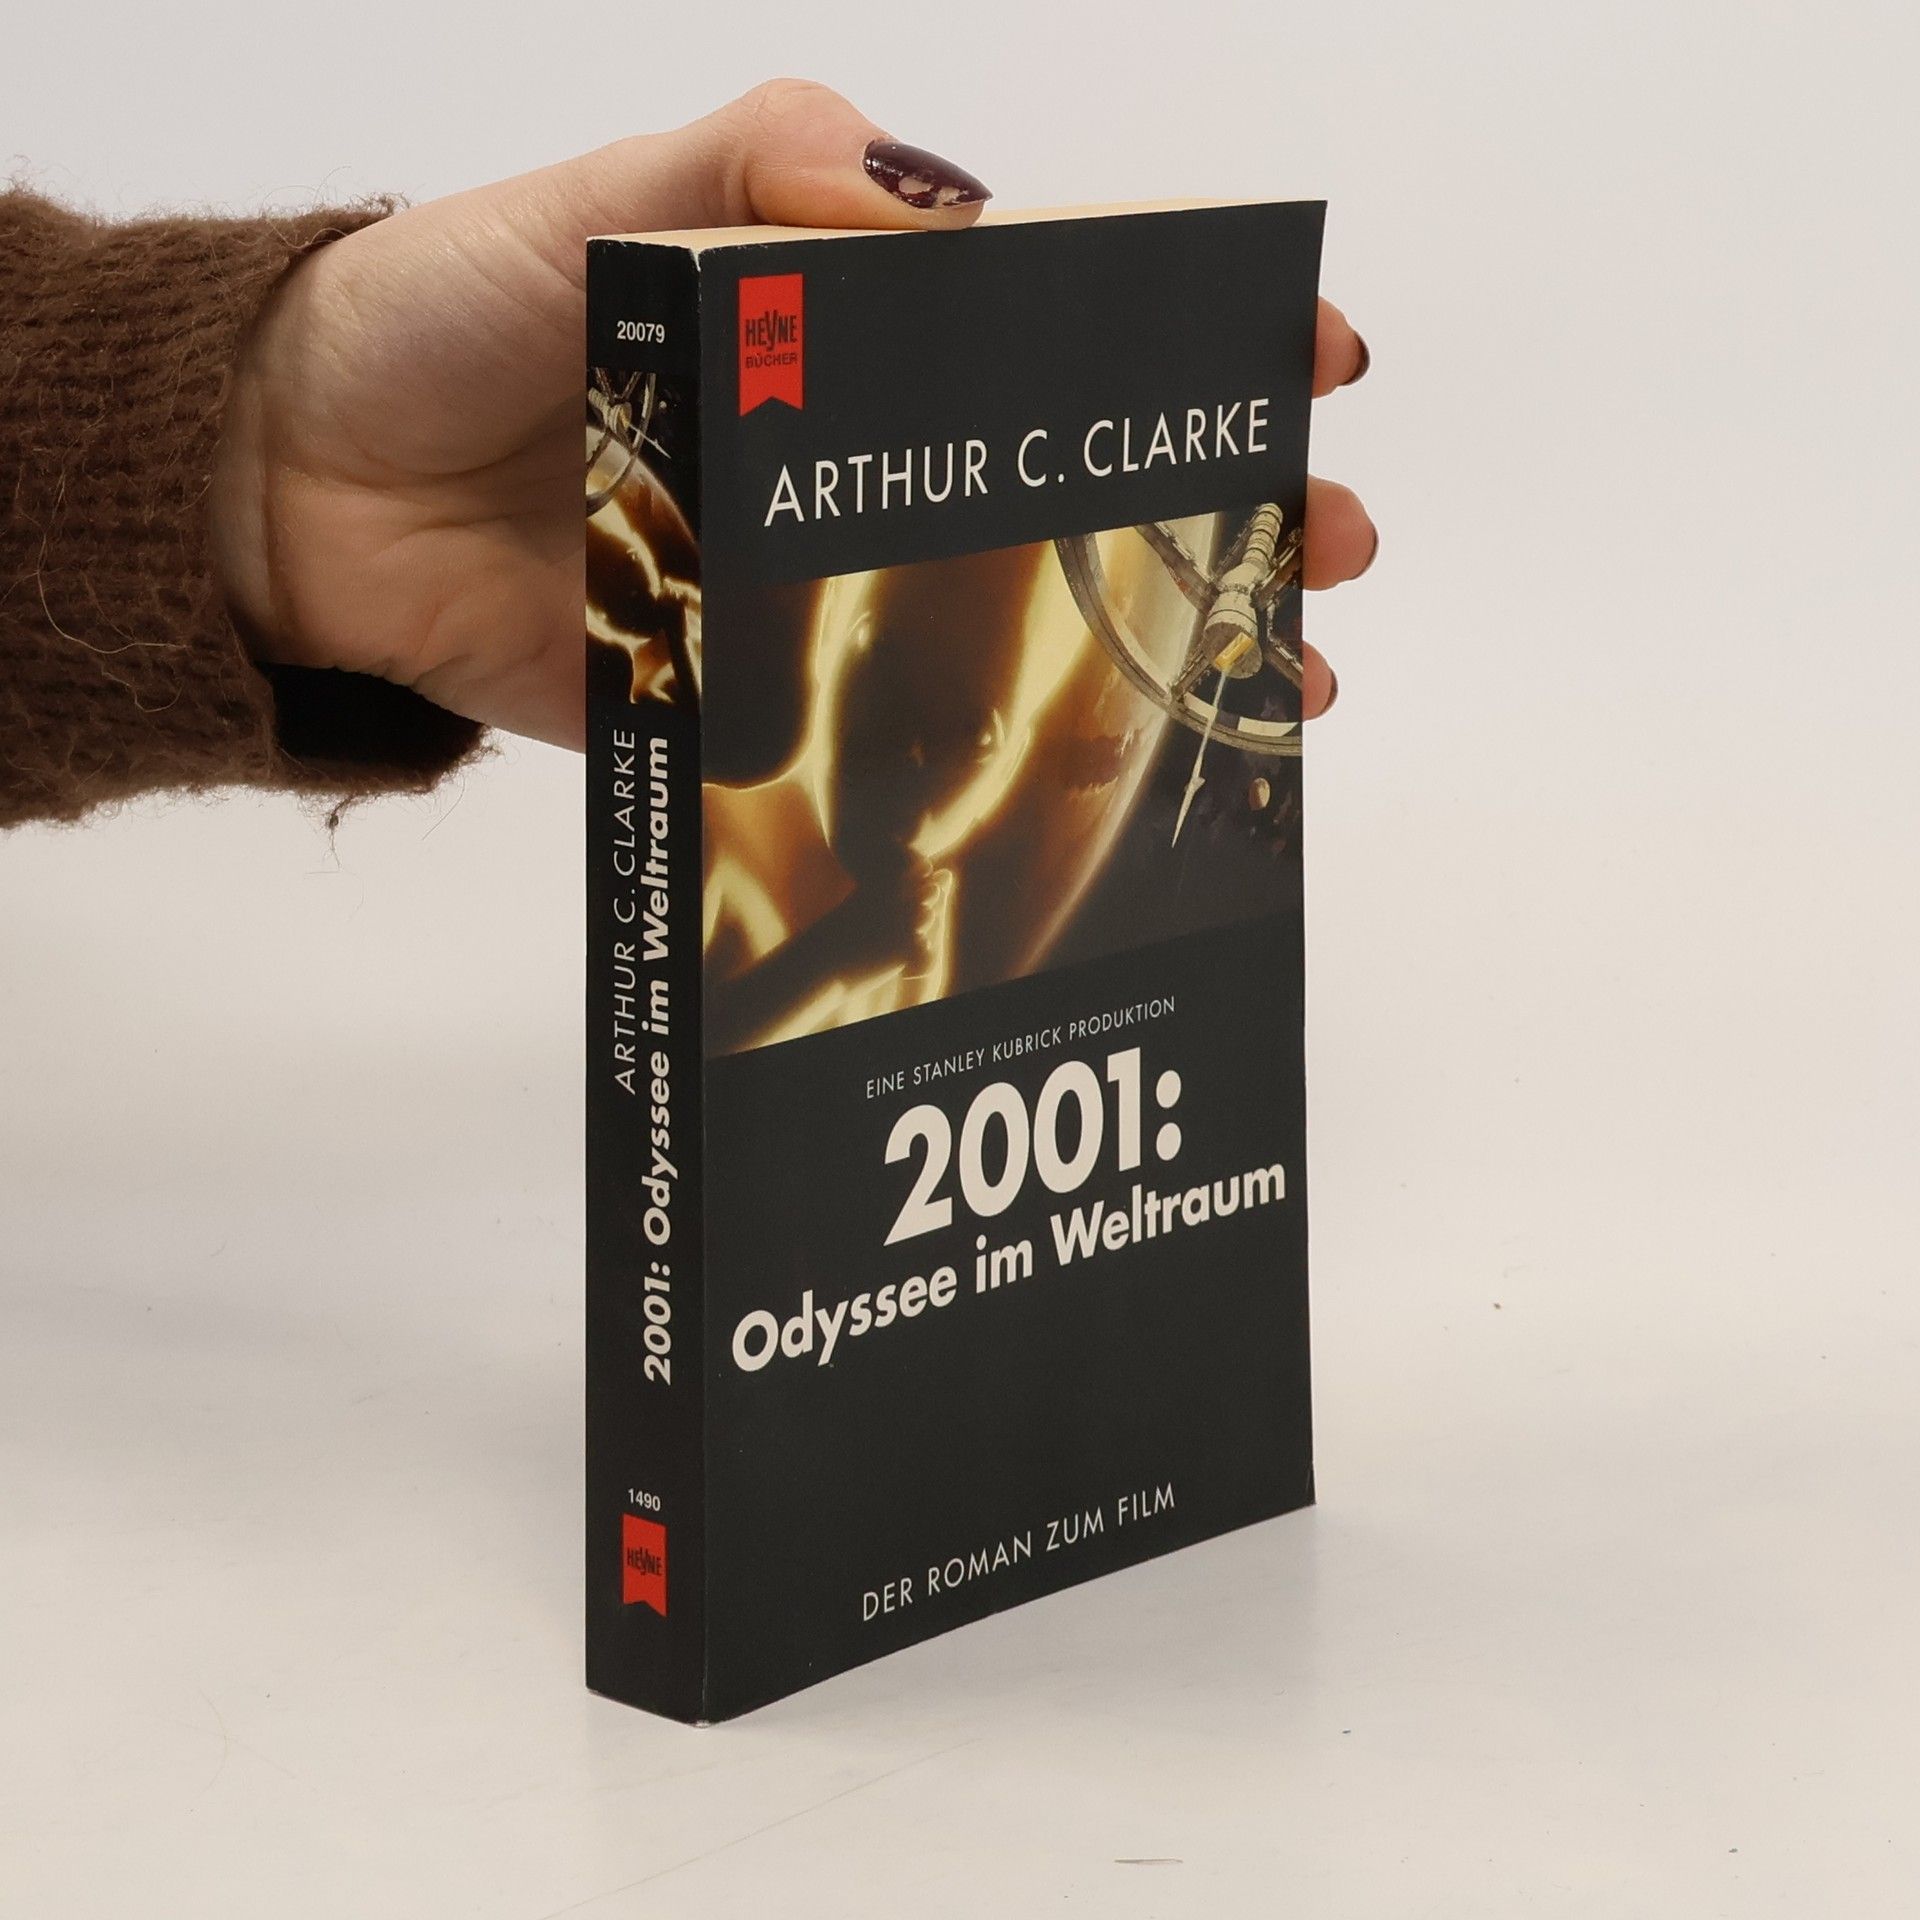 20079
ARTHUR C. CLARKE
2001: Odyssee im Weltraum
1490
HEYNE
HEYNE
BÜCHER
ARTHUR C. CLARKE
EINE STANLEY KUBRICK PRODUKTION
2001:
Odyssee im Weltraum
DER ROMAN ZUM FILM